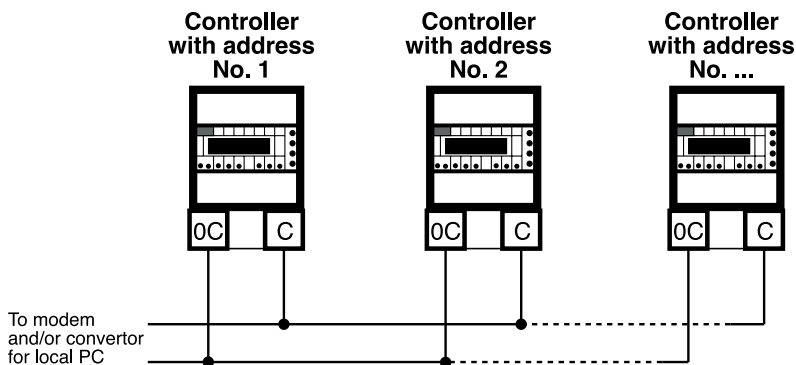 Controller
with address
No. 1
Controller
with address
No. 2
Controller
with address
No. ...
0C
C
0C
C
0C
C
To modem
and/or convertor
for local PC